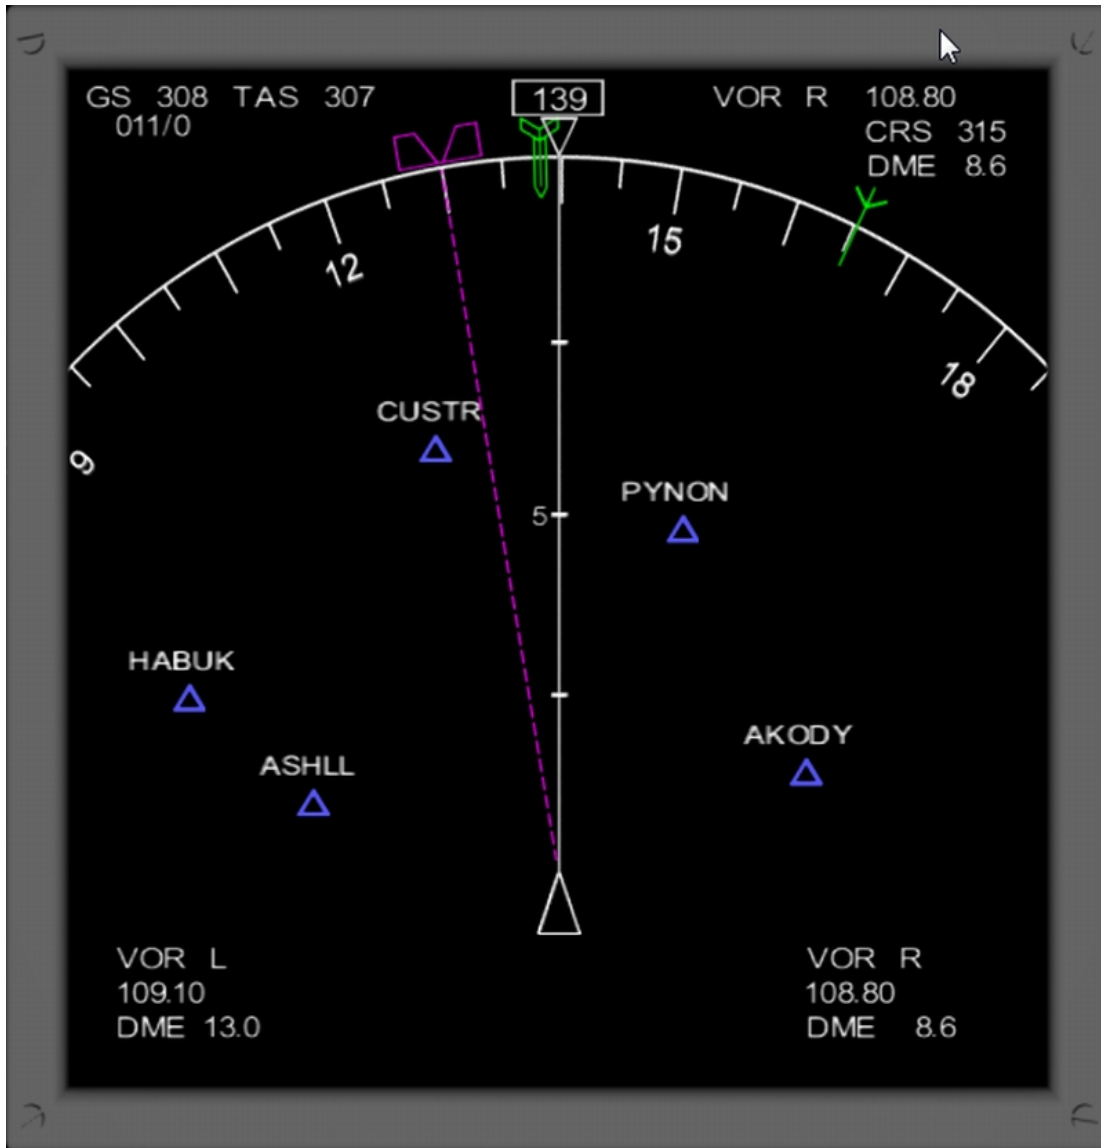 GS 308 TAS 307
011/0
139
VOR R 108.80
CRS 315
DME 8.6
12
15
18
9
CUSTR
PYNON
5
HABUK
AKODY
ASHLL
VOR L
109.10
DME 13.0
VOR R
108.80
DME 8.6